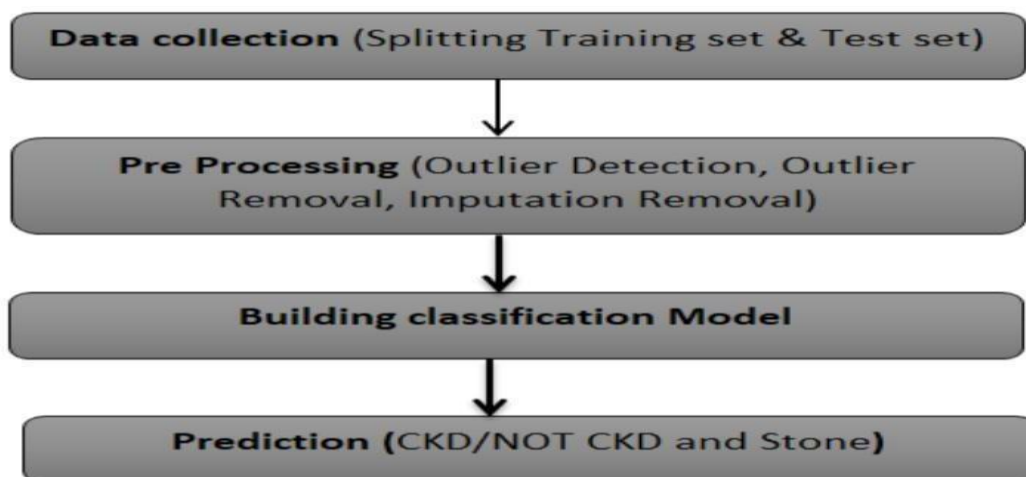 Data collection (Splitting Training set & Test set)
Pre Processing (Outlier Detection, Outlier
Removal, Imputation Removal)
Building classification Model
Prediction (CKD/NOT CKD and Stone)